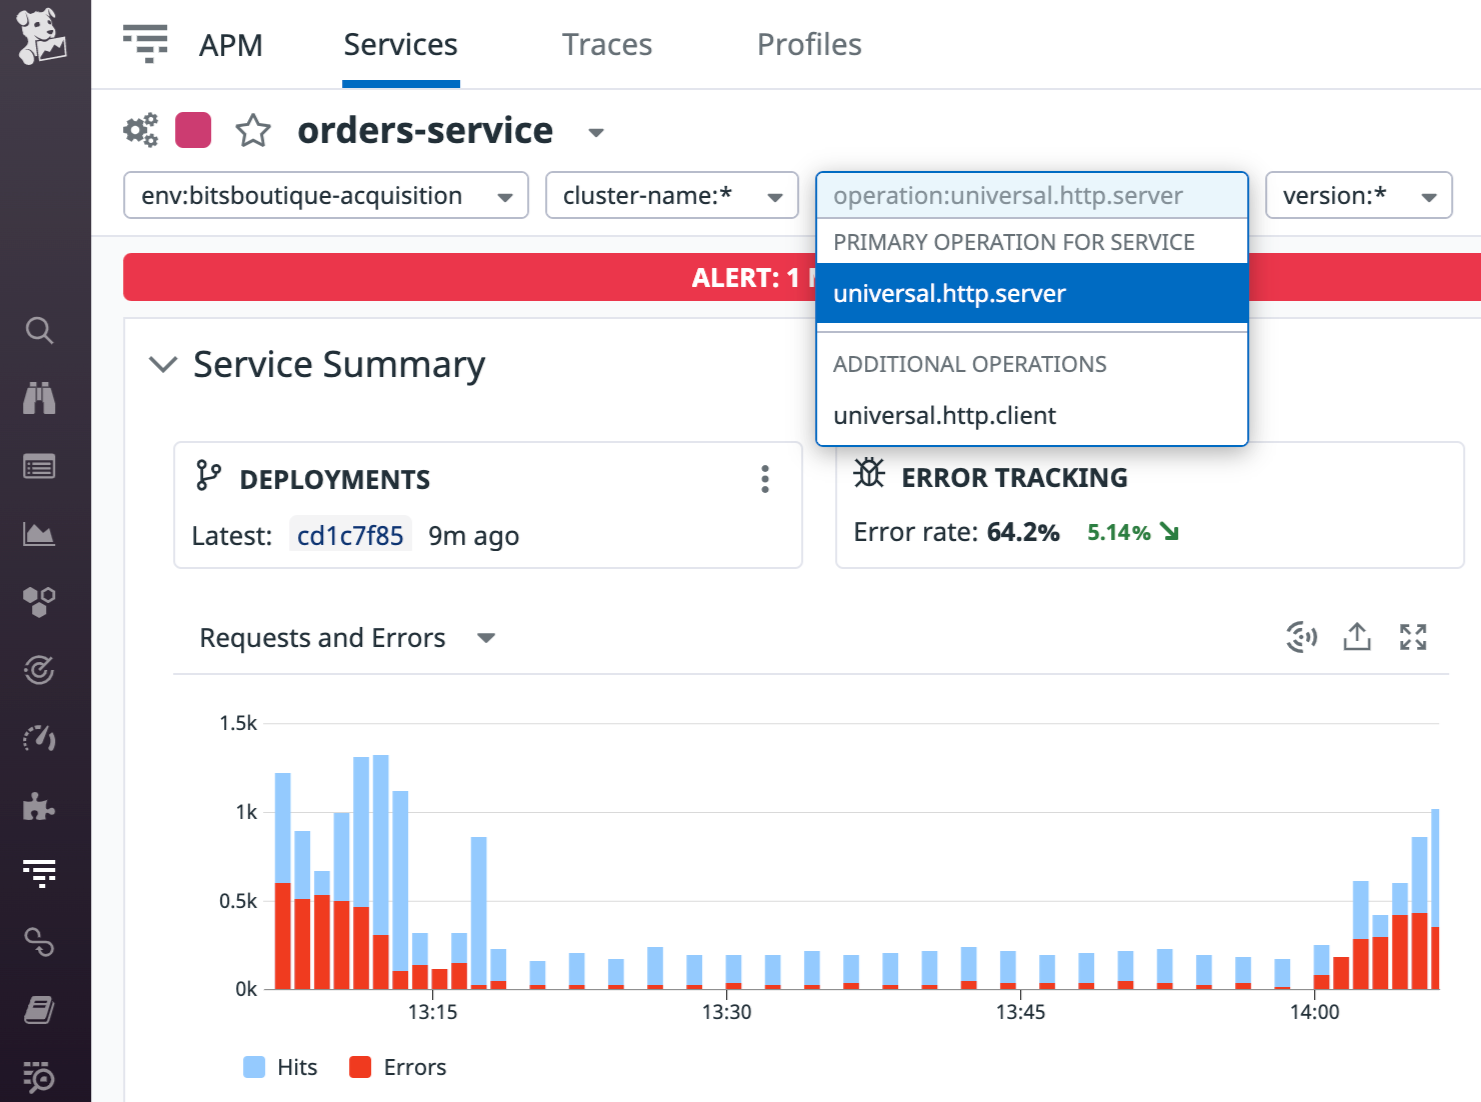 APM Services Traces Profiles
orders-service
env:bitsboutique-acquisition cluster-name:* operation:universal.http.server version:*
PRIMARY OPERATION FOR SERVICE
ALERT: 1
universal.http.server
Service Summary
ADDITIONAL OPERATIONS
universal.http.client
DEPLOYMENTS
Latest: cd1c7f85 9m ago
ERROR TRACKING
Error rate: 64.2% 5.14%
Requests and Errors
1.5k
1k
0.5k
0k
13:15 13:30 13:45 14:00
Hits Errors